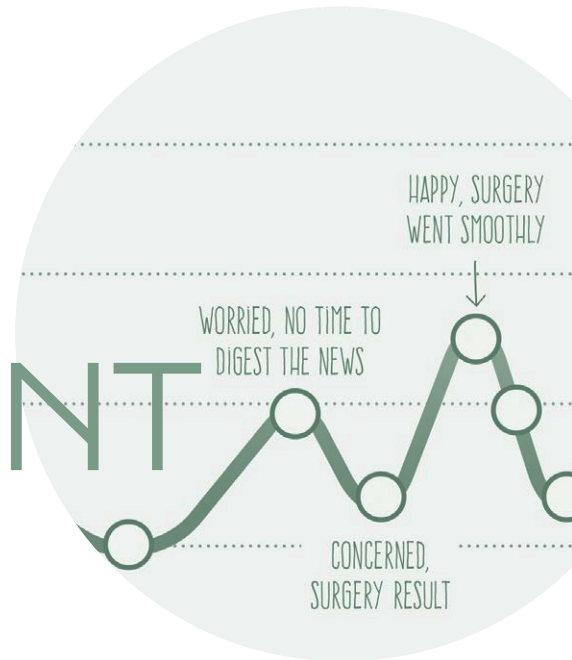 HAPPY, SURGERY
WENT SMOOTHLY
WORRIED, NO TIME TO
DIGEST THE NEWS
NT
CONCERNED,
SURGERY RESULT